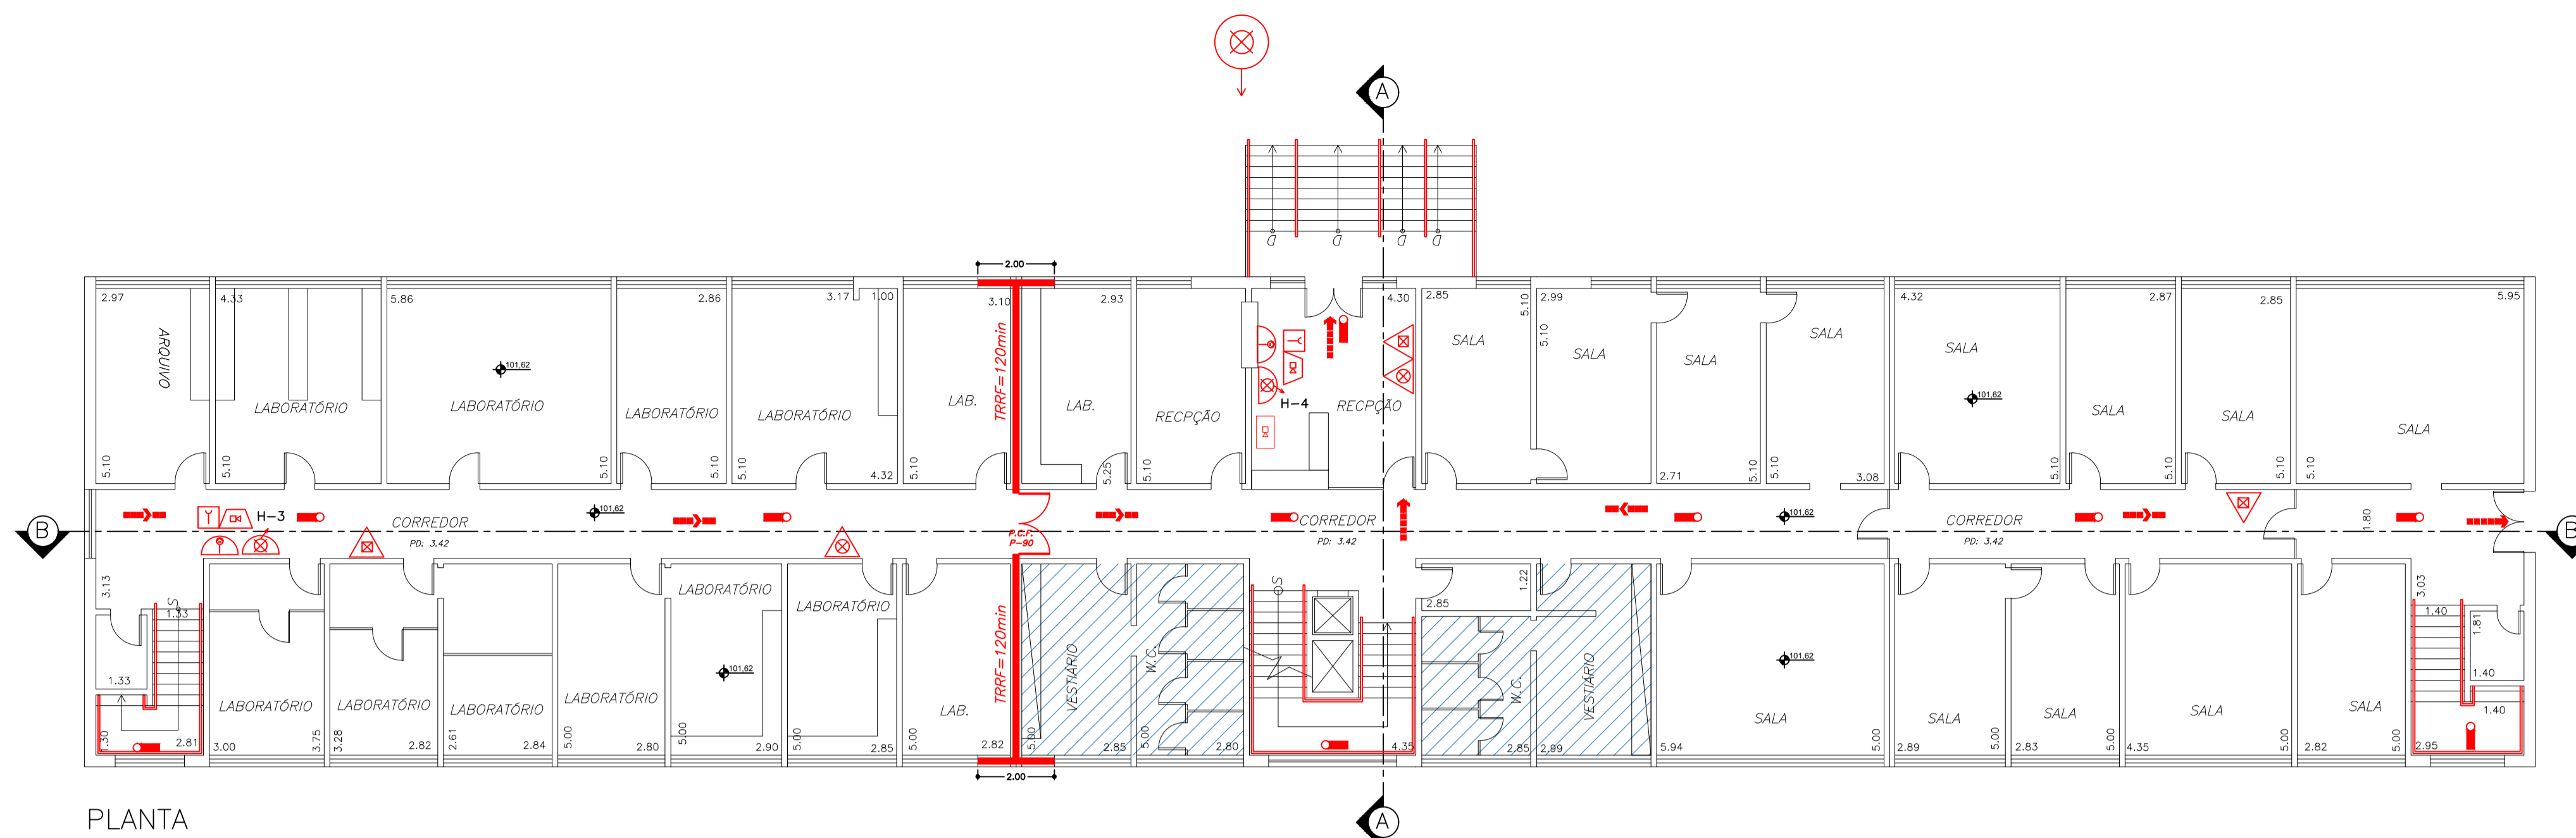 A
D D D D
2.00
2.97 4.33 5.86 2.86 3.17 1.00 3.10 2.93 4.30 2.85 2.99 4.32 2.87 2.85 5.95
ARQUIVO
LABORATÓRIO
LABORATÓRIO
LABORATÓRIO
LABORATÓRIO
LAB.
TRRF=120min
LAB.
RECPÇÃO
H-4
RECPÇÃO
SALA
SALA
SALA
SALA
SALA
SALA
SALA
SALA
101,62
101,62
5.10 5.10 5.10 5.10 5.10 4.32 5.10 5.25 5.10 5.10 5.10 2.71 5.10 5.10 3.08 5.10 5.10 5.10 5.10
B
H-3
CORREDOR
PD: 3.42
101,62
P.C.F.
P-90
CORREDOR
PD: 3.42
101,62
CORREDOR
PD: 3.42
1.80
B
3.13
S
1.33
1.33
1.30
2.81
LABORATÓRIO
3.00 3.75
LABORATÓRIO
3.28 2.82
LABORATÓRIO
2.61 2.84
LABORATÓRIO
5.00 2.80
LABORATÓRIO
101,62
5.00 2.90
LABORATÓRIO
5.00 2.85
LAB.
5.00 2.82
TRRF=120min
VESTIÁRIO
5.00 2.85
W.C.
5.00 2.80
S
4.35
2.85 1.22
W.C.
2.85
VESTIÁRIO
2.99
101,62
SALA
5.94 5.00
SALA
2.89 5.00
SALA
2.83 5.00
SALA
4.35 5.00
SALA
2.82 5.00
3.03
1.40
1.81
1.40
1.40
2.95
2.00
PLANTA
A